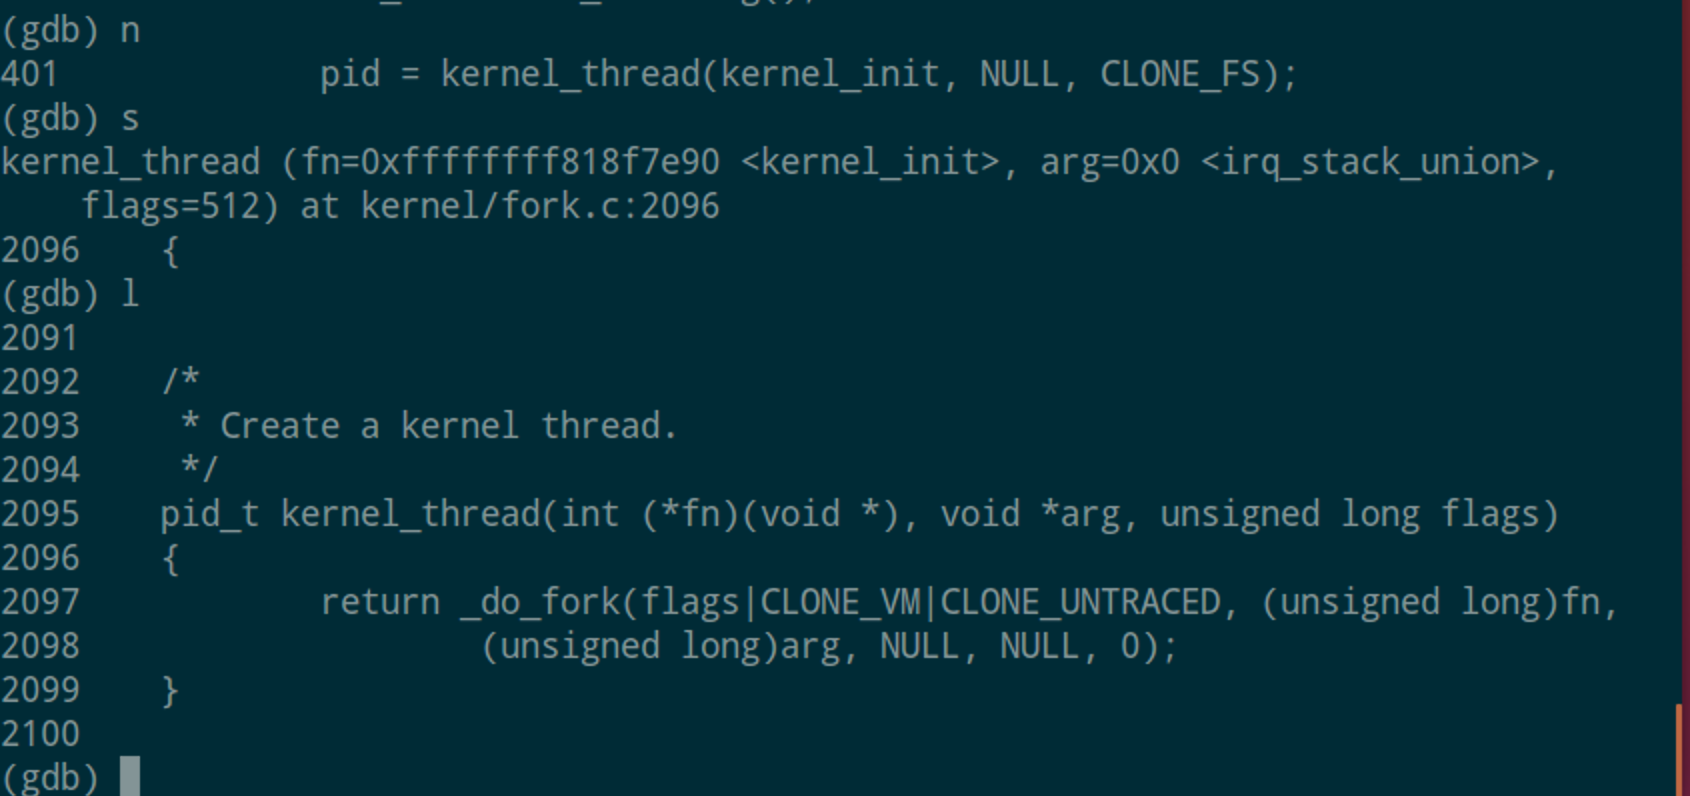 (gdb) n
401             pid = kernel_thread(kernel_init, NULL, CLONE_FS);
(gdb) s
kernel_thread (fn=0xffffffff818f7e90 <kernel_init>, arg=0x0 <irq_stack_union>,
    flags=512) at kernel/fork.c:2096
2096    {
(gdb) l
2091
2092    /*
2093     * Create a kernel thread.
2094     */
2095    pid_t kernel_thread(int (*fn)(void *), void *arg, unsigned long flags)
2096    {
2097            return _do_fork(flags|CLONE_VM|CLONE_UNTRACED, (unsigned long)fn,
2098                    (unsigned long)arg, NULL, NULL, 0);
2099    }
2100
(gdb)